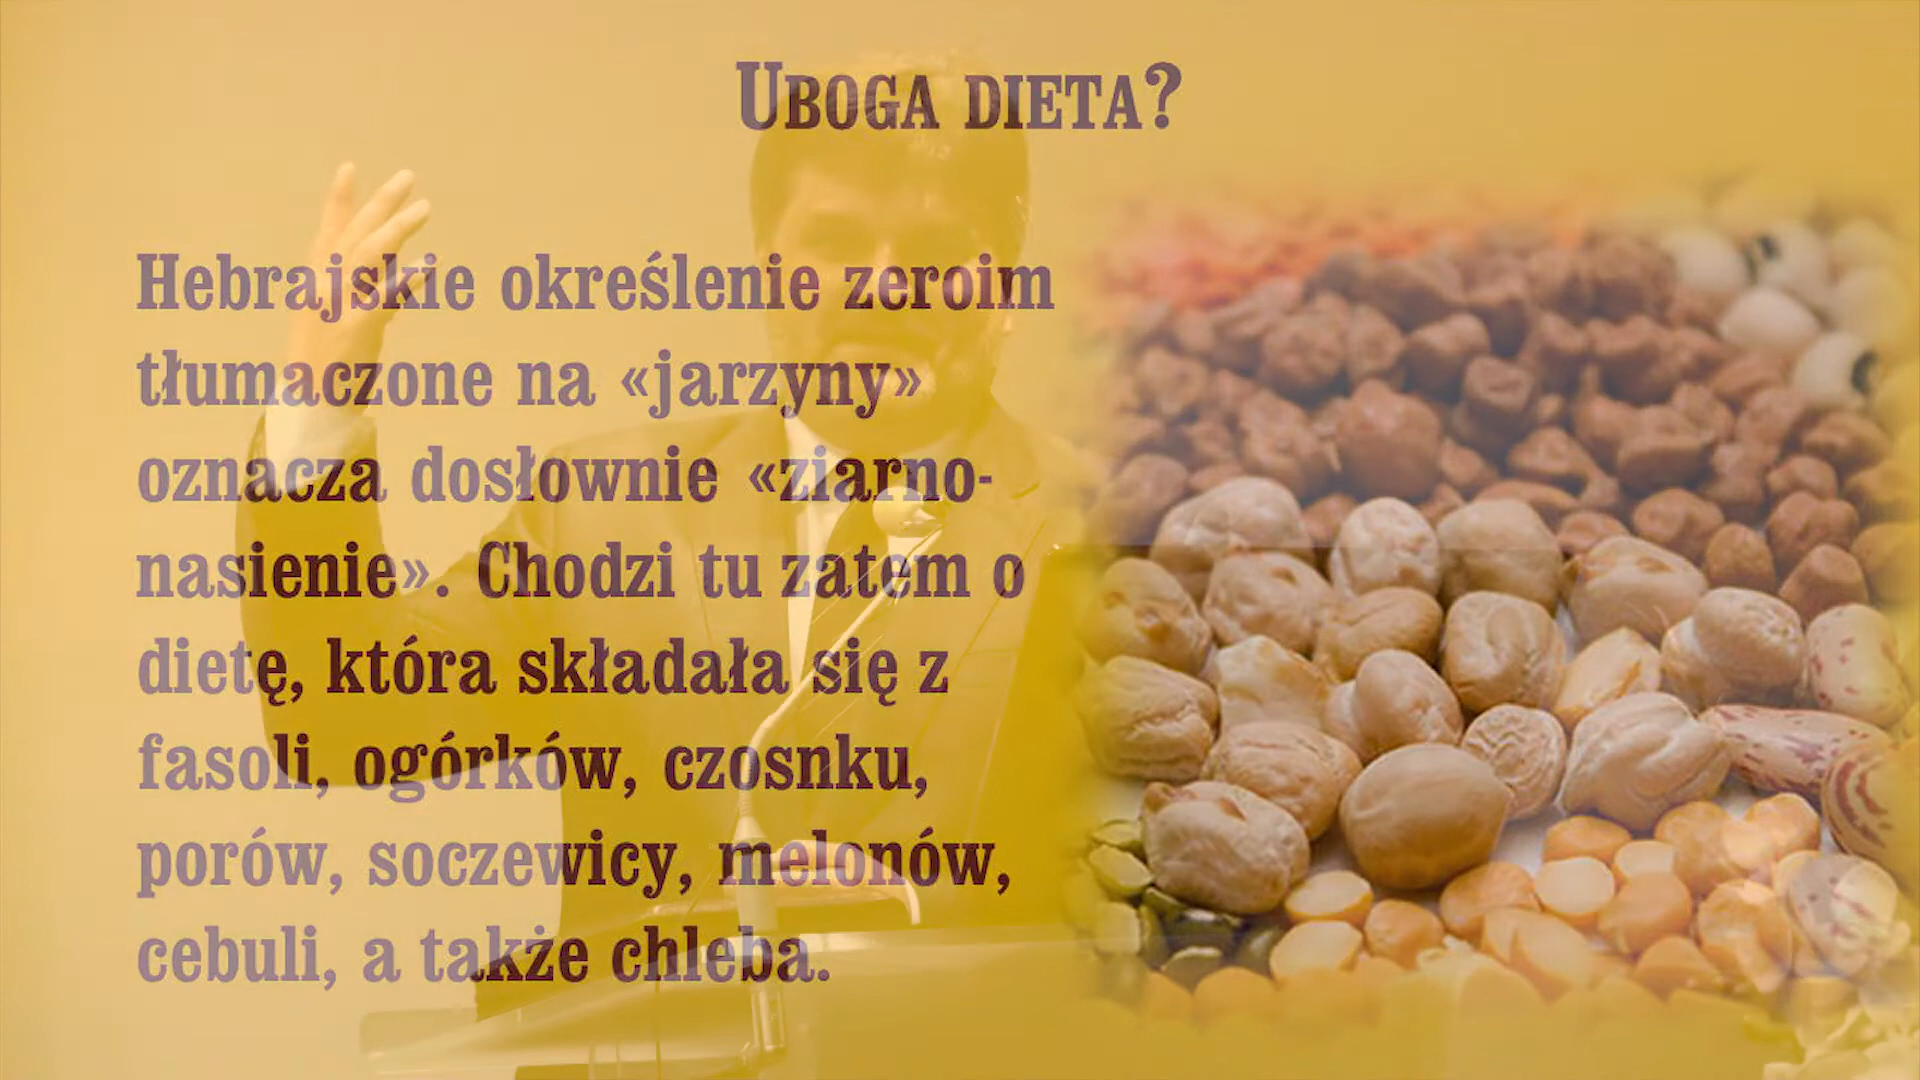 UBOGA DIETA?
Hebrajskie określenie zeroim
tłumaczone na «jarzyny»
oznacza dosłownie «ziarno-
nasienie». Chodzi tu zatem o
dietę, która składała się z
fasoli, ogórków, czosnku,
porów, soczewicy, melonów,
cebuli, a także chleba.